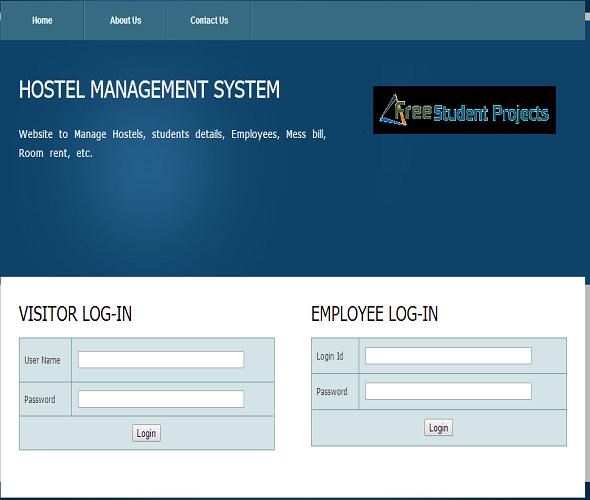 Home About Us Contact Us
HOSTEL MANAGEMENT SYSTEM
Free Student Projects
Website to Manage Hostels, students details, Employees, Mess bill,
Room rent, etc.
VISITOR LOG-IN
User Name
Password
Login
EMPLOYEE LOG-IN
Login Id
Password
Login